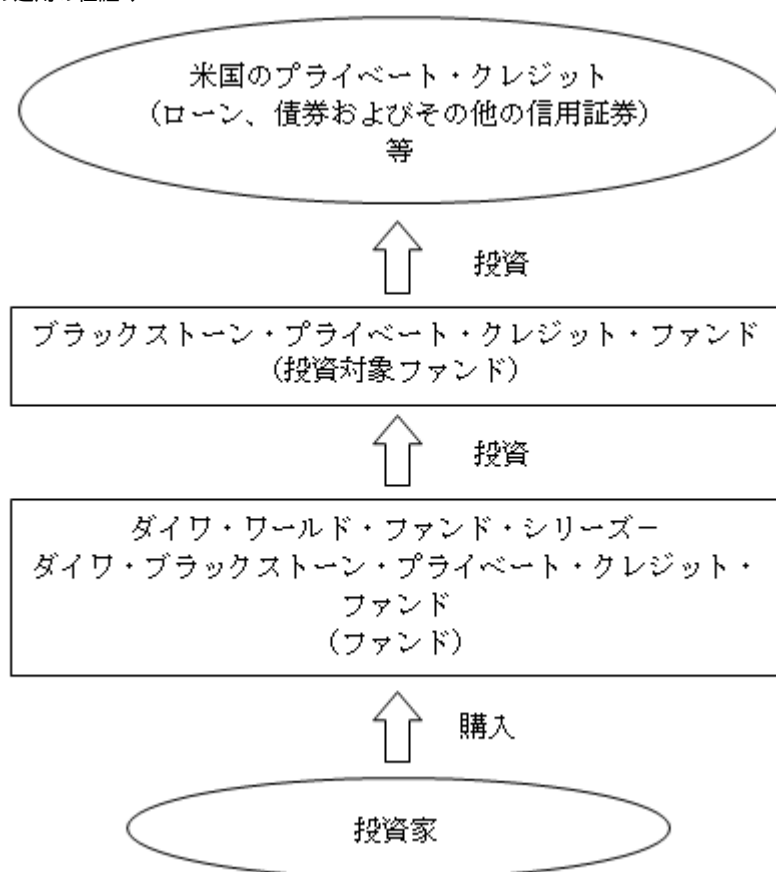 米国のプライベート・クレジット
(ローン、債券およびその他の信用証券)
等
投資
ブラックストーン・プライベート・クレジット・ファンド
(投資対象ファンド)
投資
ダイワ・ワールド・ファンド・シリーズ－
ダイワ・ブラックストーン・プライベート・クレジット・
ファンド
(ファンド)
購入
投資家